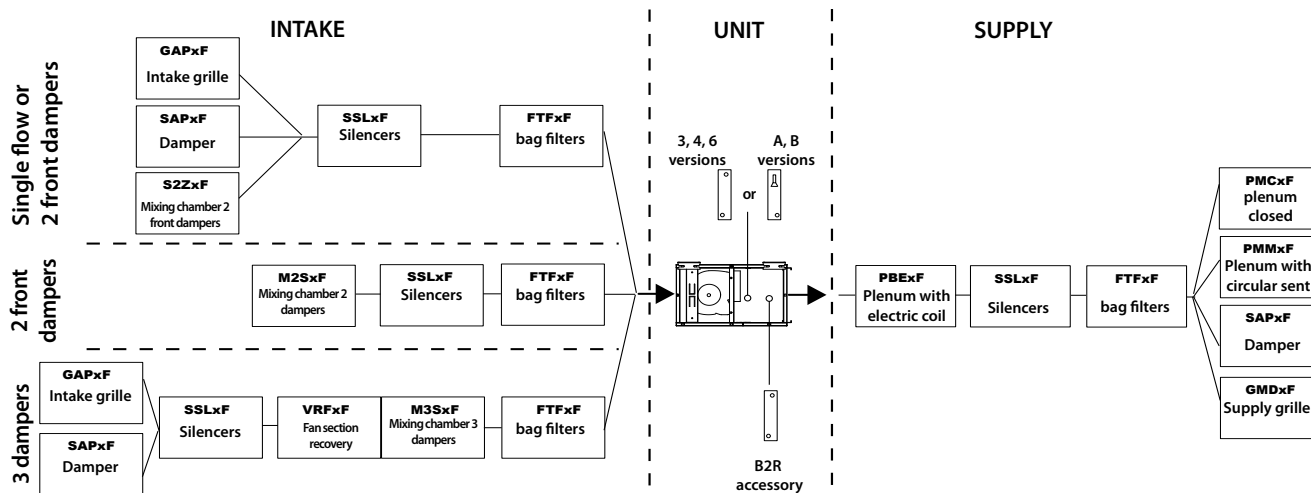 INTAKE
UNIT
SUPPLY
Single flow or
2 front dampers
GAPxF
Intake grille
SAPxF
Damper
S2ZxF
Mixing chamber 2
front dampers
SSLxF
Silencers
FTFxF
bag filters
2 front
dampers
M2SxF
Mixing chamber 2
dampers
SSLxF
Silencers
FTFxF
bag filters
3 dampers
GAPxF
Intake grille
SAPxF
Damper
SSLxF
Silencers
VRFxF
Fan section
recovery
M3SxF
Mixing chamber 3
dampers
FTFxF
bag filters
3, 4, 6
versions
or
A, B
versions
B2R
accessory
PBExF
Plenum with
electric coil
SSLxF
Silencers
FTFxF
bag filters
PMCxF
plenum
closed
PMMxF
Plenum with
circular sent
SAPxF
Damper
GMDxF
Supply grille